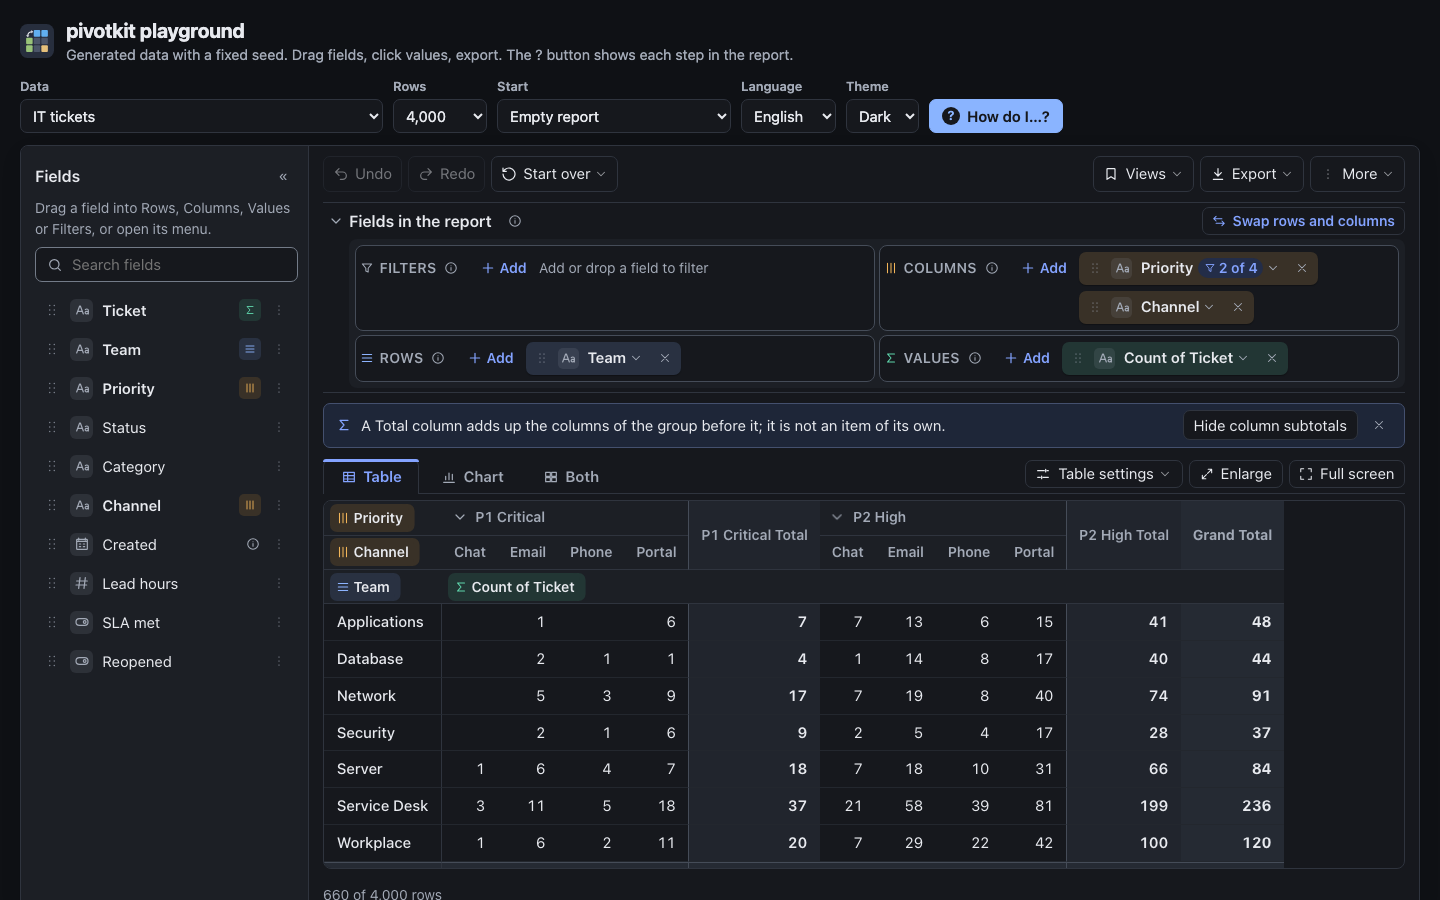 pivotkit playground
Generated data with a fixed seed. Drag fields, click values, export. The ? button shows each step in the report.
Data Rows Start Language Theme
IT tickets 4,000 Empty report English Dark ? How do I...?
Fields «
Drag a field into Rows, Columns, Values
or Filters, or open its menu.
Search fields
Aa Ticket Σ
Aa Team
Aa Priority
Aa Status
Aa Category
Aa Channel
Created
# Lead hours
SLA met
Reopened
Undo Redo Start over Views Export More
Fields in the report Swap rows and columns
FILTERS + Add Add or drop a field to filter
COLUMNS + Add Aa Priority 2 of 4
Aa Channel
ROWS + Add Aa Team
Σ VALUES + Add Aa Count of Ticket
Σ A Total column adds up the columns of the group before it; it is not an item of its own. Hide column subtotals
Table Chart Both Table settings Enlarge Full screen
Priority P1 Critical P1 Critical Total P2 High P2 High Total Grand Total
Channel Chat Email Phone Portal Chat Email Phone Portal
Team Σ Count of Ticket
Applications 1 6 7 7 13 6 15 41 48
Database 2 1 1 4 1 14 8 17 40 44
Network 5 3 9 17 7 19 8 40 74 91
Security 2 1 6 9 2 5 4 17 28 37
Server 1 6 4 7 18 7 18 10 31 66 84
Service Desk 3 11 5 18 37 21 58 39 81 199 236
Workplace 1 6 2 11 20 7 29 22 42 100 120
660 of 4,000 rows